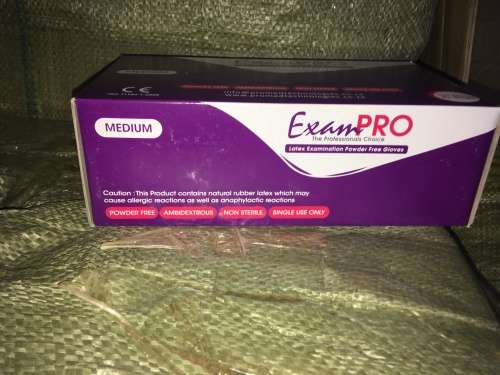 MEDIUM
ExamPRO
The Professionals Choice
Latex Examination Powder Free Gloves
Caution : This Product contains natural rubber latex which may
cause allergic reactions as well as anaphylactic reactions
POWDER FREE
AMBIDEXTROUS
NON STERILE
SINGLE USE ONLY